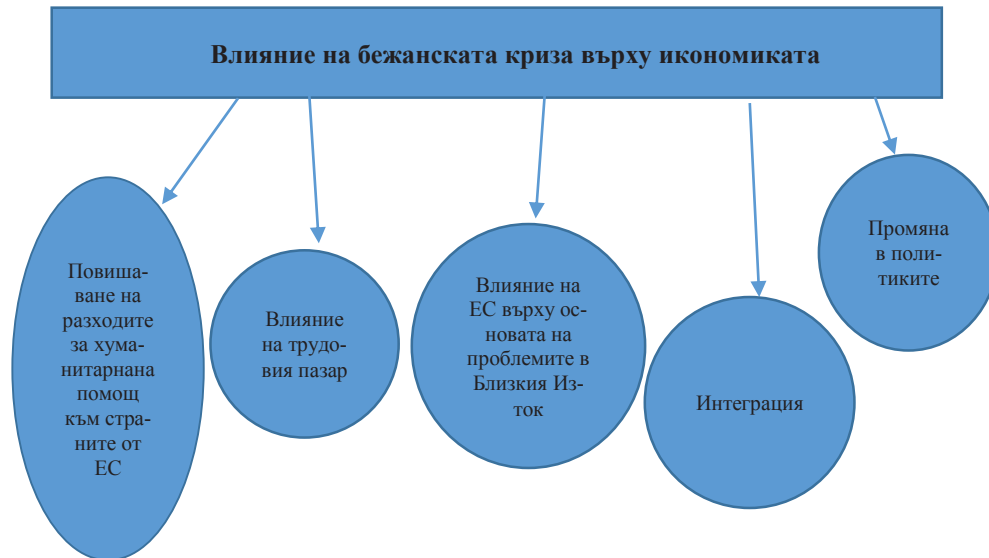 Влияние на бежанската криза върху икономиката
Повиша-
ване на
разходите
за хума-
нитарнана
помощ
към стра-
ните от
ЕС
Влияние
на трудо-
вия пазар
Влияние на
ЕС върху ос-
новата на
проблемите в
Близкия Из-
ток
Интеграция
Промяна
в поли-
тиките